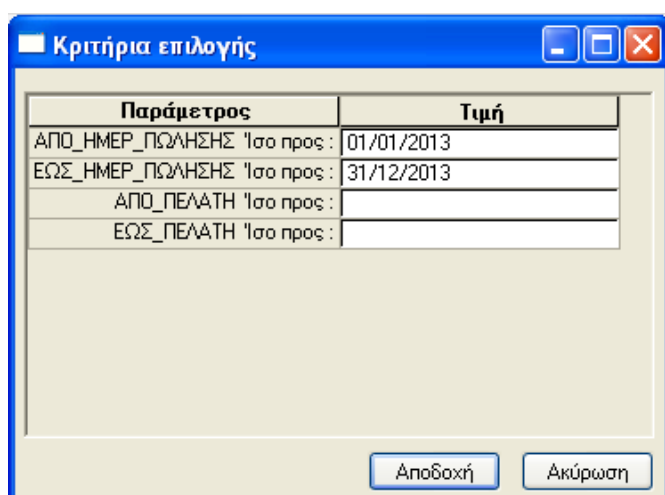 Κριτήρια επιλογής
Παράμετρος Τιμή
ΑΠΟ_ΗΜΕΡ_ΠΩΛΗΣΗΣ 'Ισο προς : 01/01/2013
ΕΩΣ_ΗΜΕΡ_ΠΩΛΗΣΗΣ 'Ισο προς : 31/12/2013
ΑΠΟ_ΠΕΛΑΤΗ 'Ισο προς :
ΕΩΣ_ΠΕΛΑΤΗ 'Ισο προς :
Αποδοχή Ακύρωση